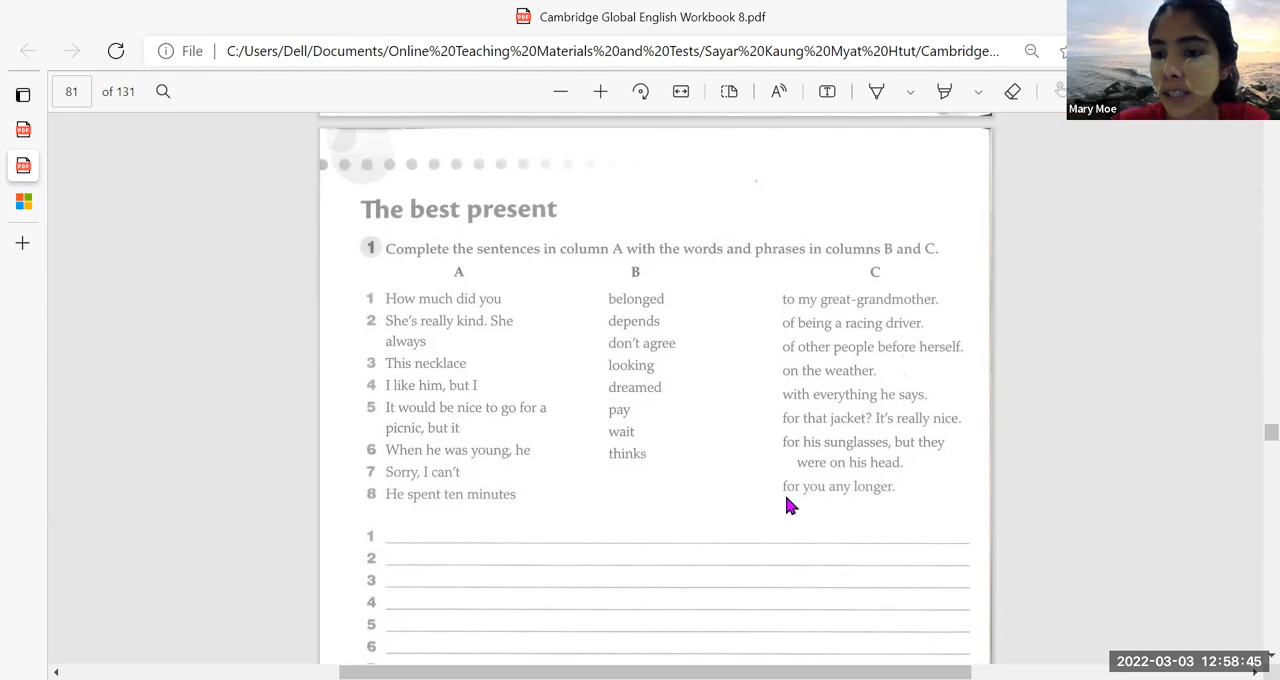 Cambridge Global English Workbook 8.pdf
File | C:/Users/Dell/Documents/Online%20Teaching%20Materials%20and%20Tests/Sayar%20Kaung%20Myat%20Htut/Cambridge...
81 of 131
Mary Moe
The best present
1 Complete the sentences in column A with the words and phrases in columns B and C.
A B C
1 How much did you belonged to my great-grandmother.
2 She's really kind. She depends of being a racing driver.
always don't agree of other people before herself.
3 This necklace looking on the weather.
4 I like him, but I dreamed with everything he says.
5 It would be nice to go for a pay for that jacket? It's really nice.
picnic, but it wait for his sunglasses, but they
6 When he was young, he thinks were on his head.
7 Sorry, I can't
8 He spent ten minutes for you any longer.
1
2
3
4
5
6
2022-03-03 12:58:45